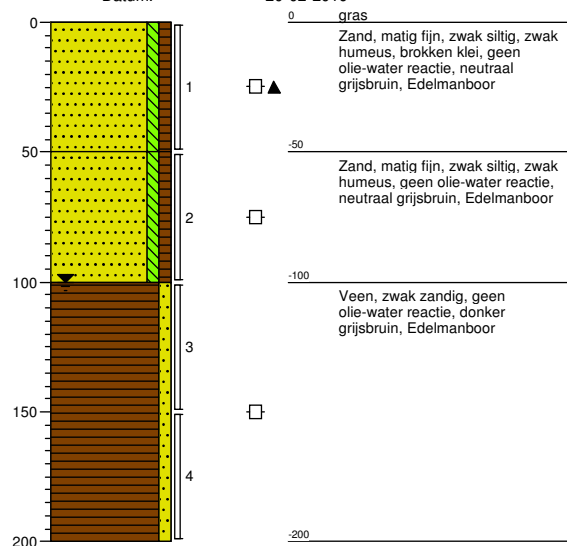 0
gras
0
Zand, matig fijn, zwak siltig, zwak
humeus, brokken klei, geen
olie-water reactie, neutraal
grijsbruin, Edelmanboor
1
-50
50
Zand, matig fijn, zwak siltig, zwak
humeus, geen olie-water reactie,
neutraal grijsbruin, Edelmanboor
2
-100
100
Veen, zwak zandig, geen
olie-water reactie, donker
grijsbruin, Edelmanboor
3
150
4
-200
200